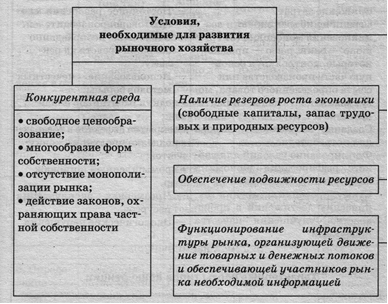 Условия,
необходимые для развития
рыночного хозяйства
Конкурентная среда
• свободное ценообра-
зование;
• многообразие форм
собственности;
• отсутствие монополи-
зации рынка;
• действие законов, ох-
раняющих права част-
ной собственности
Наличие резервов роста экономики
(свободные капиталы, запас трудо-
вых и природных ресурсов)
Обеспечение подвижности ресурсов
Функционирование инфраструк-
туры рынка, организующей движе-
ние товарных и денежных потоков
и обеспечивающей участников рын-
ка необходимой информацией